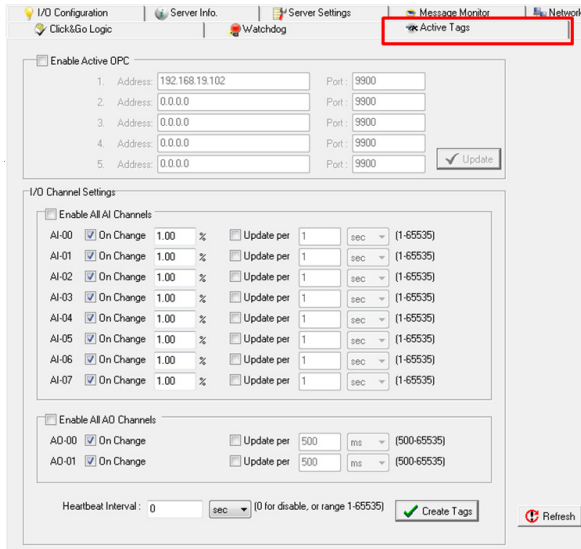 I/O Configuration Server Info. Server Settings Message Monitor Network
Click&Go Logic Watchdog Active Tags
Enable Active OPC
1. Address: 192.168.19.102 Port : 9900
2. Address: 0.0.0.0 Port : 9900
3. Address: 0.0.0.0 Port : 9900
4. Address: 0.0.0.0 Port : 9900
5. Address: 0.0.0.0 Port : 9900 Update
I/O Channel Settings
Enable All AI Channels
AI-00 On Change 1.00 % Update per 1 sec (1-65535)
AI-01 On Change 1.00 % Update per 1 sec (1-65535)
AI-02 On Change 1.00 % Update per 1 sec (1-65535)
AI-03 On Change 1.00 % Update per 1 sec (1-65535)
AI-04 On Change 1.00 % Update per 1 sec (1-65535)
AI-05 On Change 1.00 % Update per 1 sec (1-65535)
AI-06 On Change 1.00 % Update per 1 sec (1-65535)
AI-07 On Change 1.00 % Update per 1 sec (1-65535)
Enable All AO Channels
AO-00 On Change Update per 500 ms (500-65535)
AO-01 On Change Update per 500 ms (500-65535)
Heartbeat Interval : 0 sec (0 for disable, or range 1-65535) Create Tags
Refresh